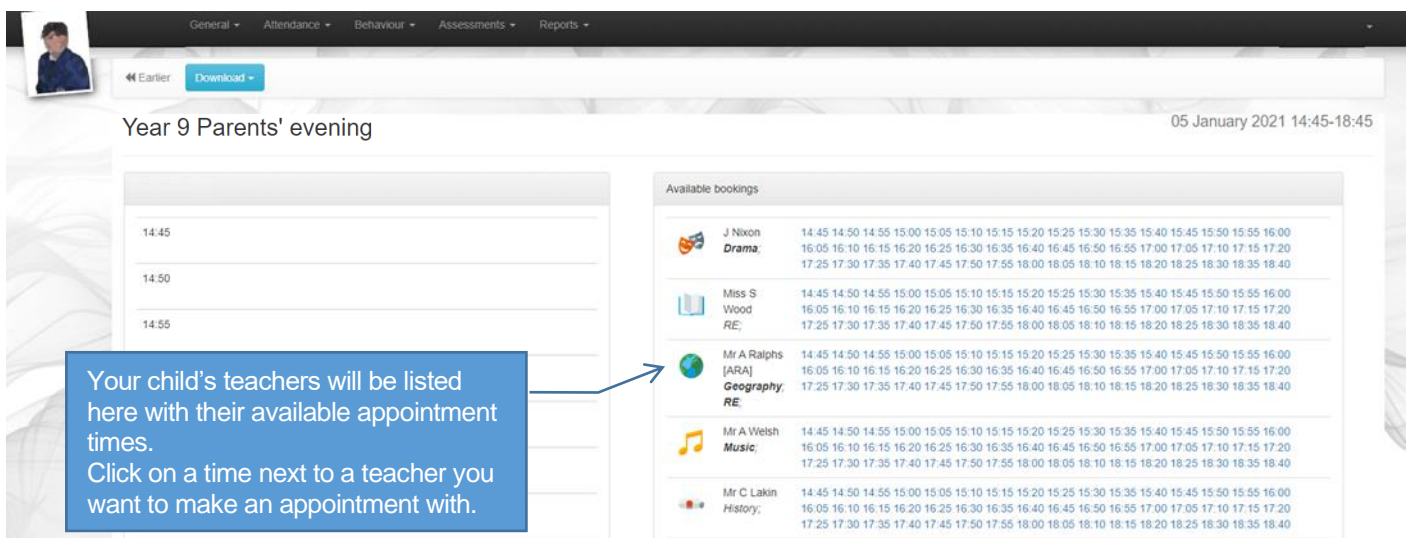 General Attendance Behaviour Assessments Reports
Earlier Download
Year 9 Parents' evening
05 January 2021 14:45-18:45
14:45
14:50
14:55
Your child's teachers will be listed
here with their available appointment
times.
Click on a time next to a teacher you
want to make an appointment with.
Available bookings
J Nixon
Drama;
14:45 14:50 14:55 15:00 15:05 15:10 15:15 15:20 15:25 15:30 15:35 15:40 15:45 15:50 15:55 16:00
16:05 16:10 16:15 16:20 16:25 16:30 16:35 16:40 16:45 16:50 16:55 17:00 17:05 17:10 17:15 17:20
17:25 17:30 17:35 17:40 17:45 17:50 17:55 18:00 18:05 18:10 18:15 18:20 18:25 18:30 18:35 18:40
Miss S
Wood
RE;
14:45 14:50 14:55 15:00 15:05 15:10 15:15 15:20 15:25 15:30 15:35 15:40 15:45 15:50 15:55 16:00
16:05 16:10 16:15 16:20 16:25 16:30 16:35 16:40 16:45 16:50 16:55 17:00 17:05 17:10 17:15 17:20
17:25 17:30 17:35 17:40 17:45 17:50 17:55 18:00 18:05 18:10 18:15 18:20 18:25 18:30 18:35 18:40
Mr A Ralphs
[ARA]
Geography;
RE;
14:45 14:50 14:55 15:00 15:05 15:10 15:15 15:20 15:25 15:30 15:35 15:40 15:45 15:50 15:55 16:00
16:05 16:10 16:15 16:20 16:25 16:30 16:35 16:40 16:45 16:50 16:55 17:00 17:05 17:10 17:15 17:20
17:25 17:30 17:35 17:40 17:45 17:50 17:55 18:00 18:05 18:10 18:15 18:20 18:25 18:30 18:35 18:40
Mr A Welsh
Music;
14:45 14:50 14:55 15:00 15:05 15:10 15:15 15:20 15:25 15:30 15:35 15:40 15:45 15:50 15:55 16:00
16:05 16:10 16:15 16:20 16:25 16:30 16:35 16:40 16:45 16:50 16:55 17:00 17:05 17:10 17:15 17:20
17:25 17:30 17:35 17:40 17:45 17:50 17:55 18:00 18:05 18:10 18:15 18:20 18:25 18:30 18:35 18:40
Mr C Lakin
History;
14:45 14:50 14:55 15:00 15:05 15:10 15:15 15:20 15:25 15:30 15:35 15:40 15:45 15:50 15:55 16:00
16:05 16:10 16:15 16:20 16:25 16:30 16:35 16:40 16:45 16:50 16:55 17:00 17:05 17:10 17:15 17:20
17:25 17:30 17:35 17:40 17:45 17:50 17:55 18:00 18:05 18:10 18:15 18:20 18:25 18:30 18:35 18:40